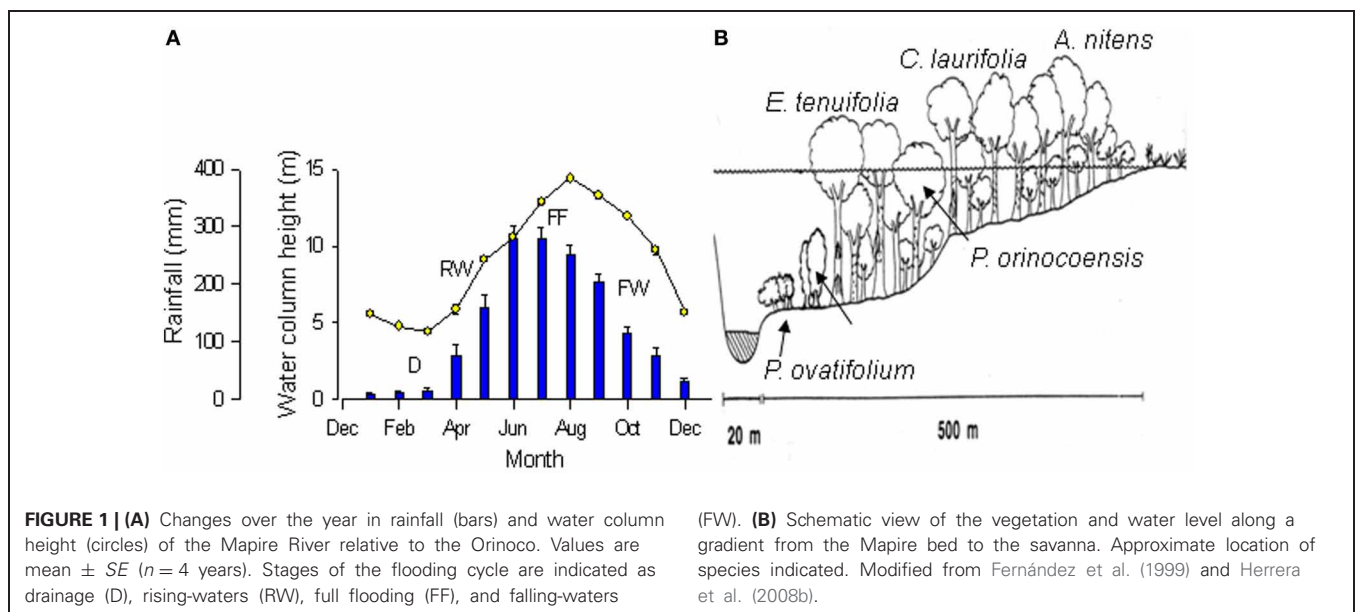 A
Rainfall (mm)
400
300
200
100
0
Water column height (m)
15
10
5
0
D
RW
FF
FW
Dec Feb Apr Jun Aug Oct Dec
Month
B
A. nitens
C. laurifolia
E. tenuifolia
P. orinocoensis
P. ovatifolium
20 m
500 m
FIGURE 1 | (A) Changes over the year in rainfall (bars) and water column
height (circles) of the Mapire River relative to the Orinoco. Values are
mean ± SE (n = 4 years). Stages of the flooding cycle are indicated as
drainage (D), rising-waters (RW), full flooding (FF), and falling-waters
(FW). (B) Schematic view of the vegetation and water level along a
gradient from the Mapire bed to the savanna. Approximate location of
species indicated. Modified from Fernández et al. (1999) and Herrera
et al. (2008b).